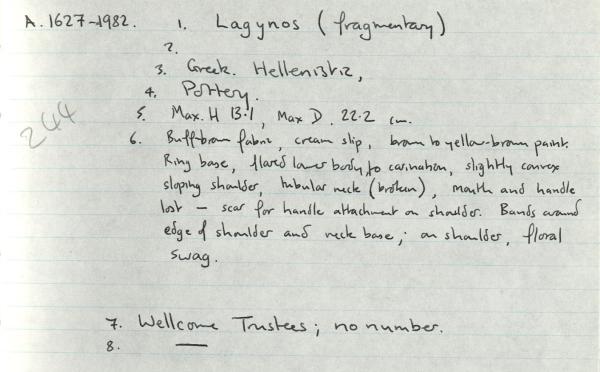 A.1627-1982. 1. Lagynos (fragmentary)
2.
3. Greek. Hellenistic,
4. Pottery.
5. Max. H 13.1, Max D. 22.2 cm.
244
6. Buff-brown fabric, cream slip, brown to yellow-brown paint.
Ring base, flared lower body to carination, slightly convex
sloping shoulder, tubular neck (broken), mouth and handle
lost – scar for handle attachment on shoulder. Bands around
edge of shoulder and neck base; on shoulder, floral
swag.
7. Wellcome Trustees; no number.
8. —